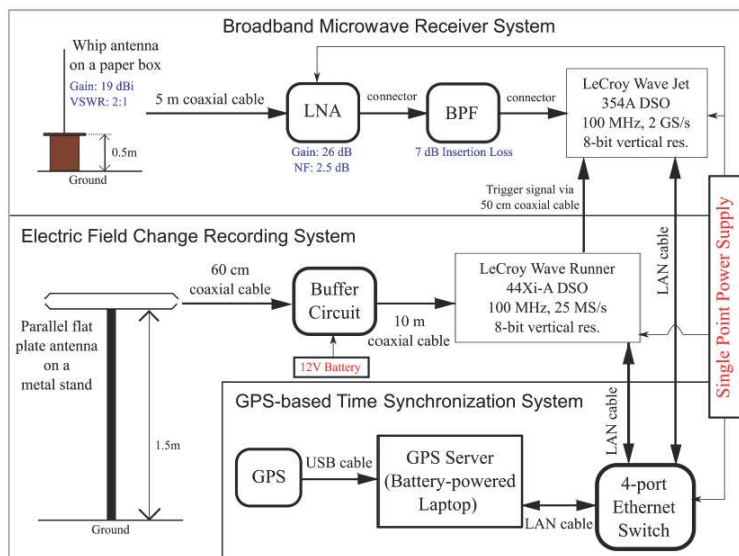 Broadband Microwave Receiver System
Whip antenna
on a paper box
Gain: 19 dBi
VSWR: 2:1
0.5m
Ground
5 m coaxial cable
LNA
Gain: 26 dB
NF: 2.5 dB
connector
BPF
7 dB Insertion Loss
connector
LeCroy Wave Jet
354A DSO
100 MHz, 2 GS/s
8-bit vertical res.
Trigger signal via
50 cm coaxial cable
LAN cable
Single Point Power Supply
Electric Field Change Recording System
Parallel flat
plate antenna
on a
metal stand
1.5m
Ground
60 cm
coaxial cable
Buffer
Circuit
12V Battery
10 m
coaxial cable
LeCroy Wave Runner
44Xi-A DSO
100 MHz, 25 MS/s
8-bit vertical res.
LAN cable
GPS-based Time Synchronization System
GPS
USB cable
GPS Server
(Battery-powered
Laptop)
LAN cable
4-port
Ethernet
Switch